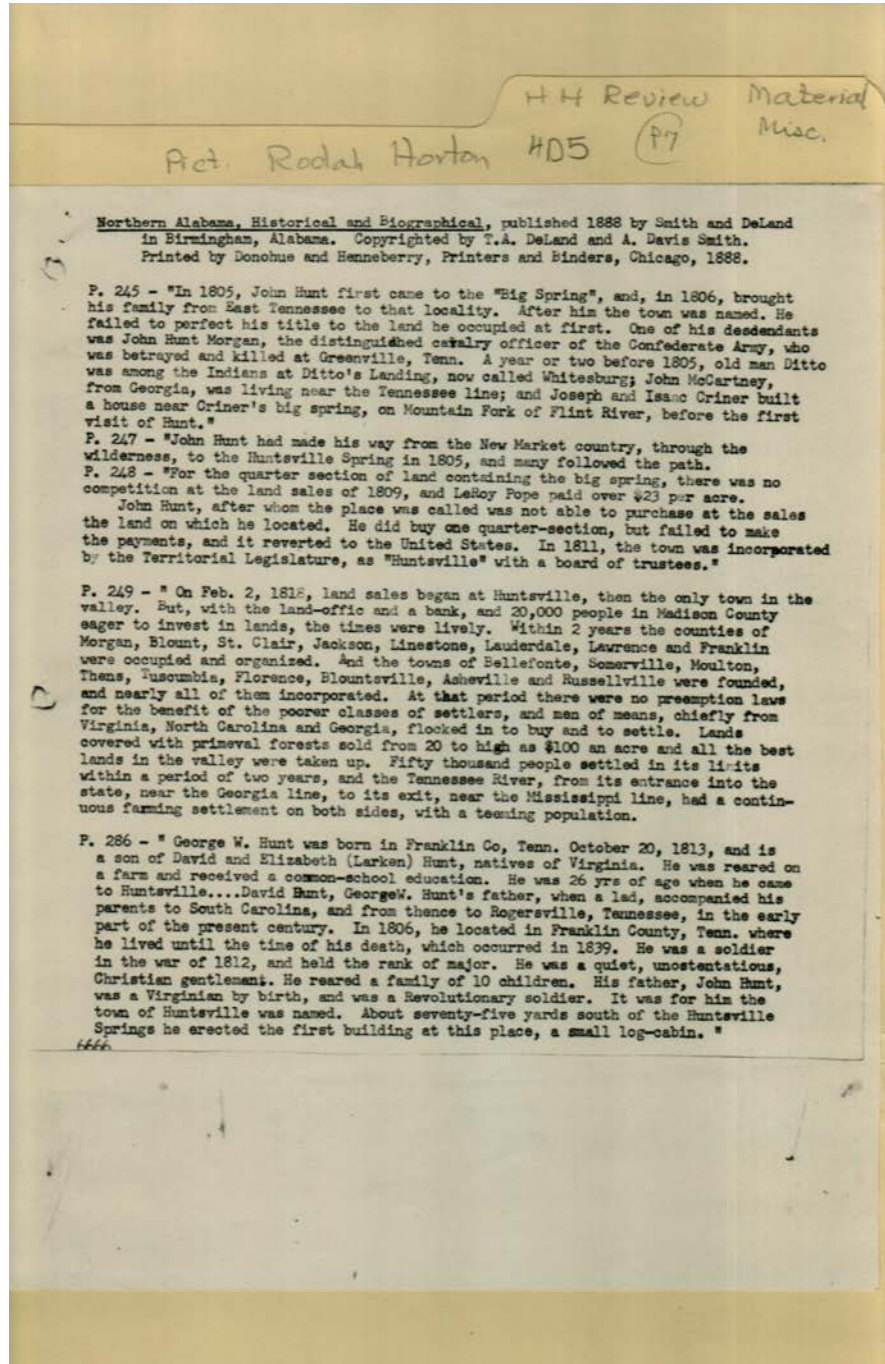 HH Review Material
Misc.
Pict. Rodah Horton HD5 P7
Northern Alabama, Historical and Biographical, published 1888 by Smith and DeLand
in Birmingham, Alabama. Copyrighted by T.A. DeLand and A. Davis Smith.
Printed by Donohue and Henneberry, Printers and Binders, Chicago, 1888.
P. 245 - "In 1805, John Hunt first came to the "Big Spring", and, in 1806, brought
his family from East Tennessee to that locality. After him the town was named. He
failed to perfect his title to the land he occupied at first. One of his desdendants
was John Hunt Morgan, the distinguished cavalry officer of the Confederate Army, who
was betrayed and killed at Greenville, Tenn. A year or two before 1805, old man Ditto
was among the Indians at Ditto's Landing, now called Whitesburg; John McCartney,
from Georgia, was living near the Tennessee line; and Joseph and Isaac Criner built
a house near Criner's big spring, on Mountain Fork of Flint River, before the first
visit of Hunt."
P. 247 - "John Hunt had made his way from the New Market country, through the
wilderness, to the Huntsville Spring in 1805, and many followed the path.
P. 248 - "For the quarter section of land containing the big spring, there was no
competition at the land sales of 1809, and LeRoy Pope paid over $23 per acre.
John Hunt, after whom the place was called was not able to purchase at the sales
the land on which he located. He did buy one quarter-section, but failed to make
the payments, and it reverted to the United States. In 1811, the town was incorporated
by the Territorial Legislature, as "Huntsville" with a board of trustees."
P. 249 - " On Feb. 2, 1818, land sales began at Huntsville, then the only town in the
valley. But, with the land-offic and a bank, and 20,000 people in Madison County
eager to invest in lands, the times were lively. Within 2 years the counties of
Morgan, Blount, St. Clair, Jackson, Linestone, Lauderdale, Lawrence and Franklin
were occupied and organized. And the towns of Bellefonte, Somerville, Moulton,
Thens, Tuscumbia, Florence, Blountsville, Asheville and Russellville were founded,
and nearly all of them incorporated. At that period there were no preemption laws
for the benefit of the poorer classes of settlers, and men of means, chiefly from
Virginia, North Carolina and Georgia, flocked in to buy and to settle. Lands
covered with primeval forests sold from 20 to high as $100 an acre and all the best
lands in the valley were taken up. Fifty thousand people settled in its limits
within a period of two years, and the Tennessee River, from its entrance into the
state, near the Georgia line, to its exit, near the Mississippi line, had a contin-
uous farming settlement on both sides, with a teeming population.
P. 286 - " George W. Hunt was born in Franklin Co, Tenn. October 20, 1813, and is
a son of David and Elizabeth (Larken) Hunt, natives of Virginia. He was reared on
a farm and received a common-school education. He was 26 yrs of age when he came
to Huntsville....David Hunt, GeorgeW. Hunt's father, when a lad, accompanied his
parents to South Carolina, and from thence to Rogersville, Tennessee, in the early
part of the present century. In 1806, he located in Franklin County, Tenn. where
he lived until the time of his death, which occurred in 1839. He was a soldier
in the war of 1812, and held the rank of major. He was a quiet, unostentatious,
Christian gentlemant. He reared a family of 10 children. His father, John Hunt,
was a Virginian by birth, and was a Revolutionary soldier. It was for him the
town of Huntsville was named. About seventy-five yards south of the Huntsville
Springs he erected the first building at this place, a small log-cabin. "